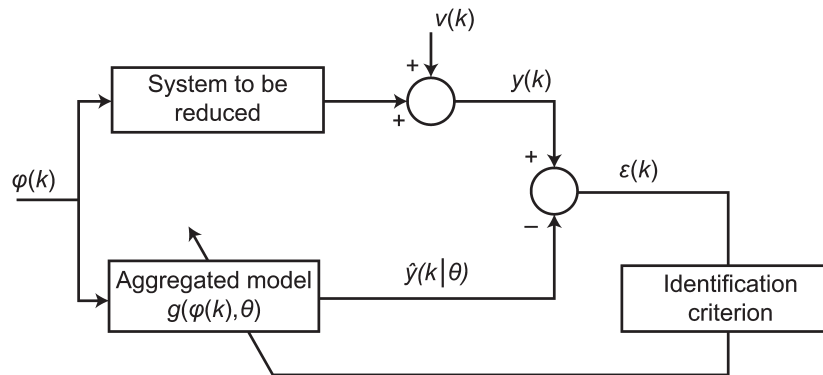 v(k)
+
System to be
reduced
y(k)
+
+
φ(k)
ε(k)
−
Aggregated model
g(φ(k),θ)
ŷ(k|θ)
Identification
criterion